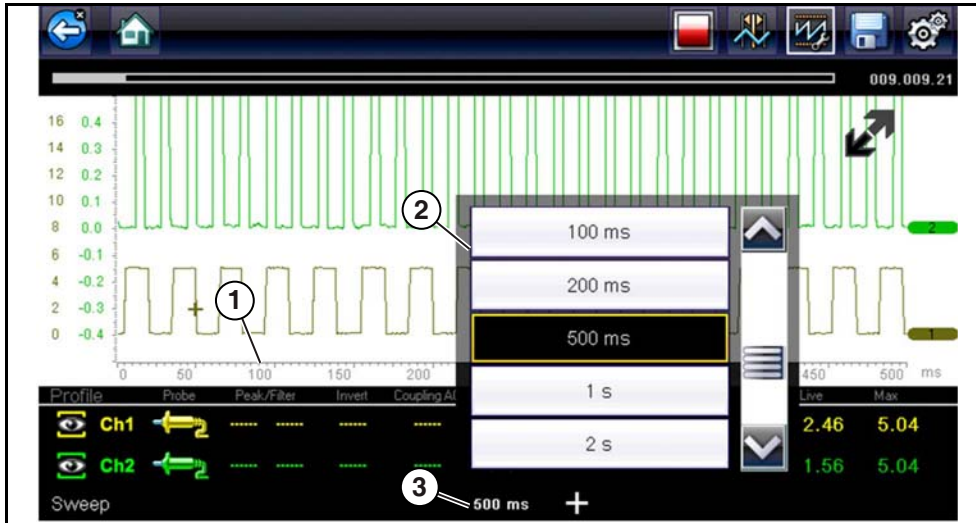 009.009.21
16 0.4
14 0.3
12 0.2
10 0.1
8 0.0
6 -0.1
4 -0.2
2 -0.3
0 -0.4
2
1
1
2
3
100 ms
200 ms
500 ms
1 s
2 s
0 50 100 150 200 450 500 ms
Profile Probe Peak/Filter Invert Coupling AC Live Max
Ch1 ----- ----- ----- ----- 2.46 5.04
Ch2 ----- ----- ----- ----- 1.56 5.04
Sweep 500 ms +